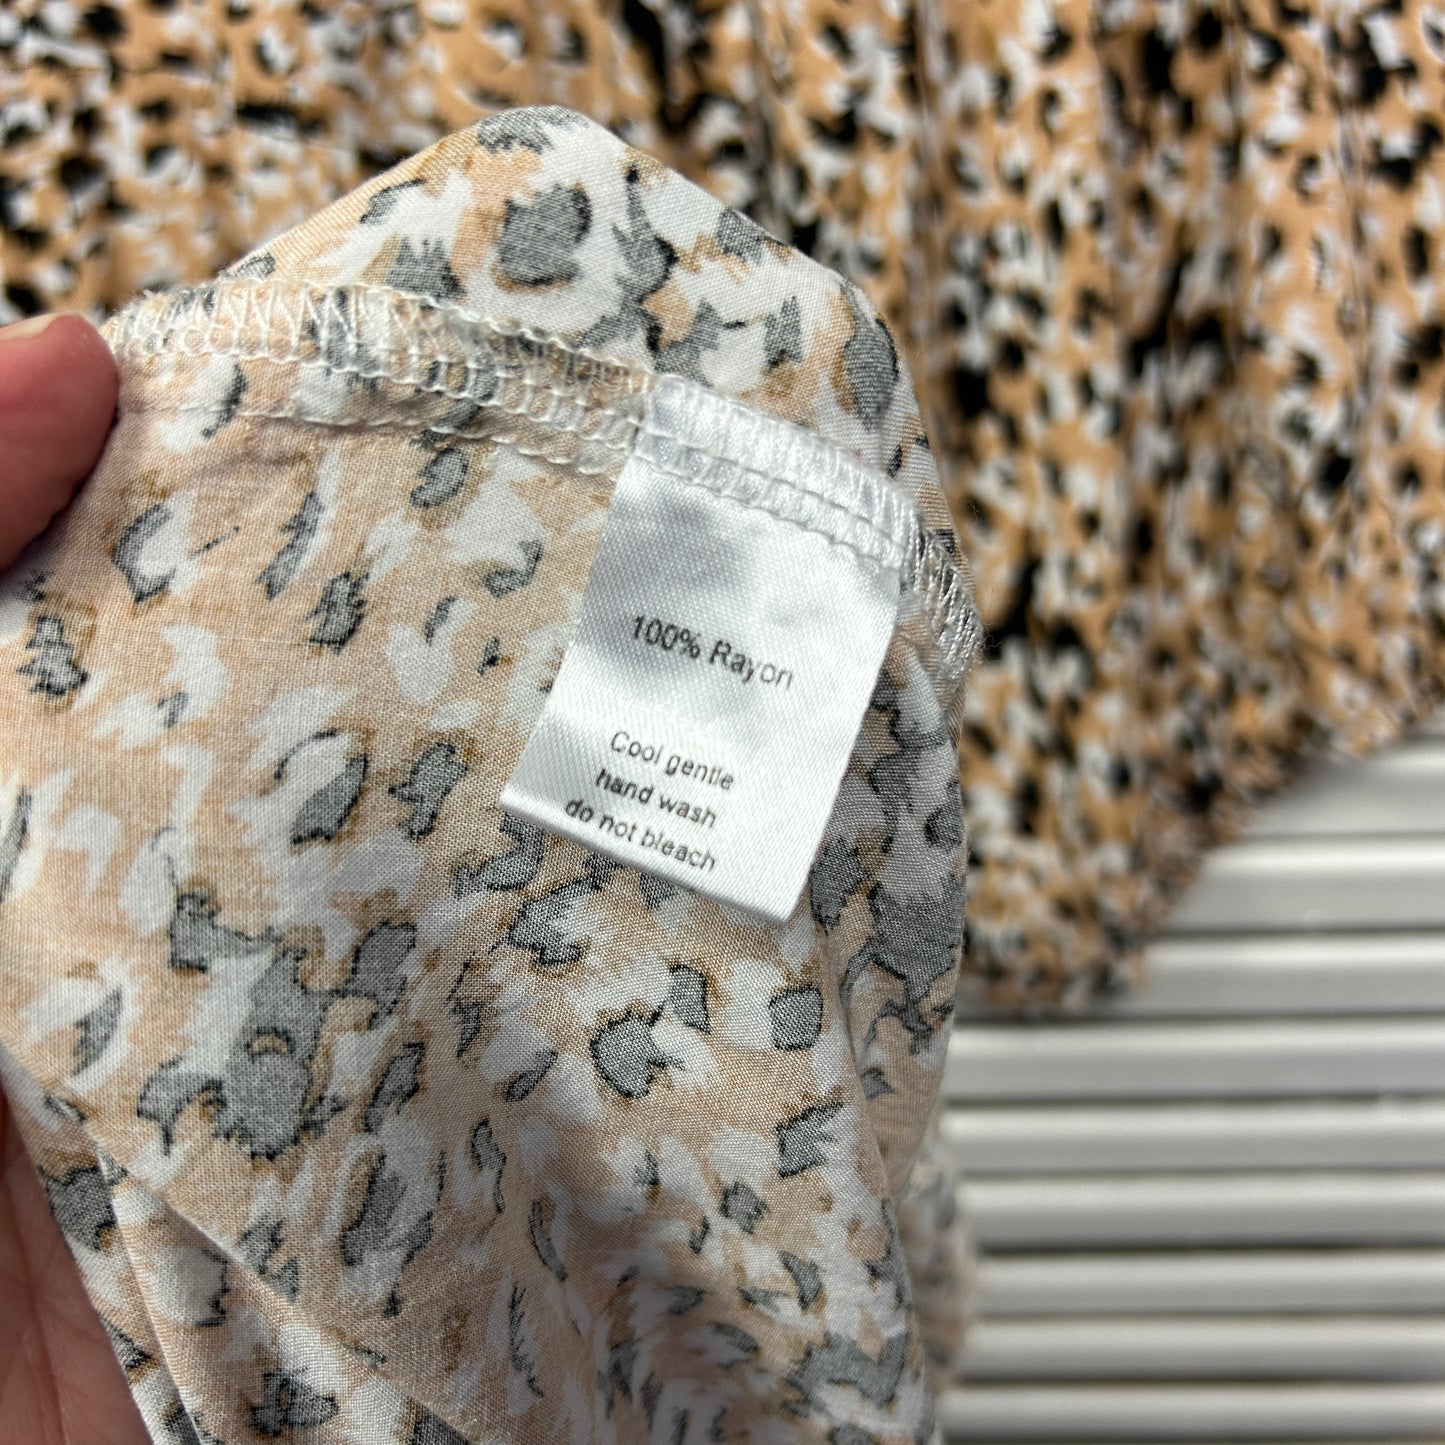 100% Rayon
Cool gentle
hand wash
do not bleach